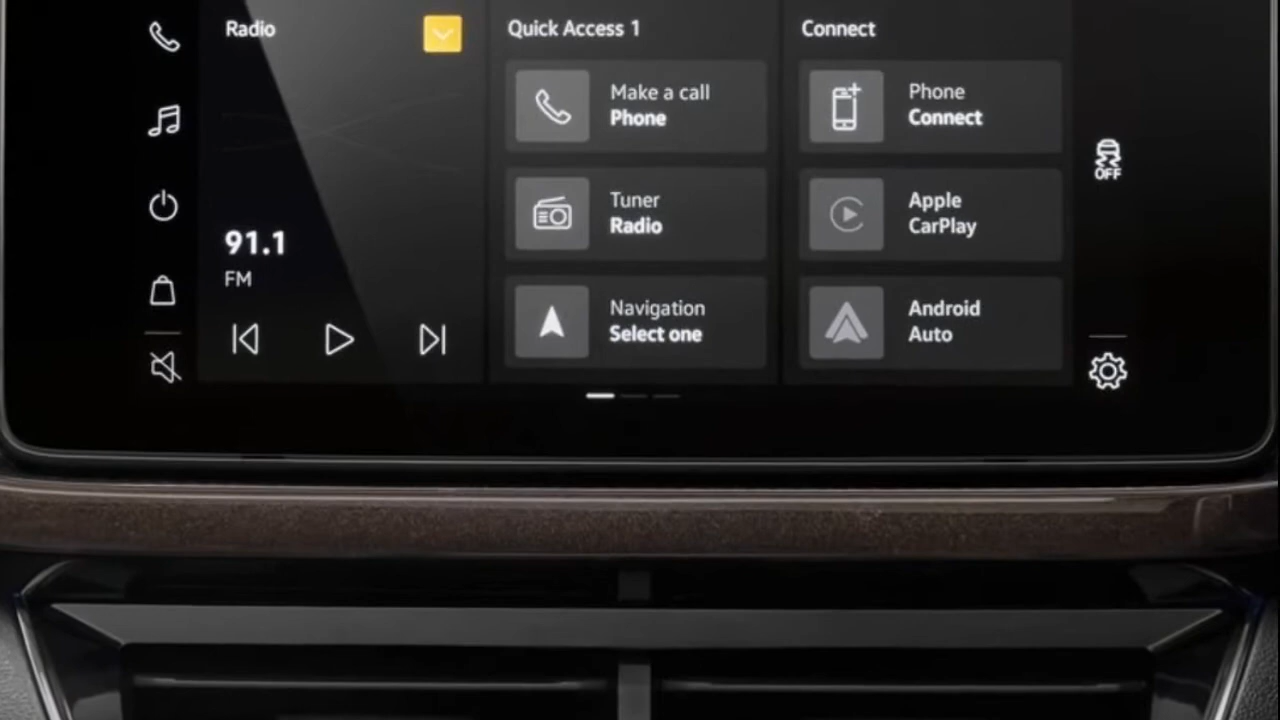 Radio
91.1
FM
Quick Access 1
Make a call
Phone
Tuner
Radio
Navigation
Select one
Connect
Phone
Connect
Apple
CarPlay
Android
Auto
OFF